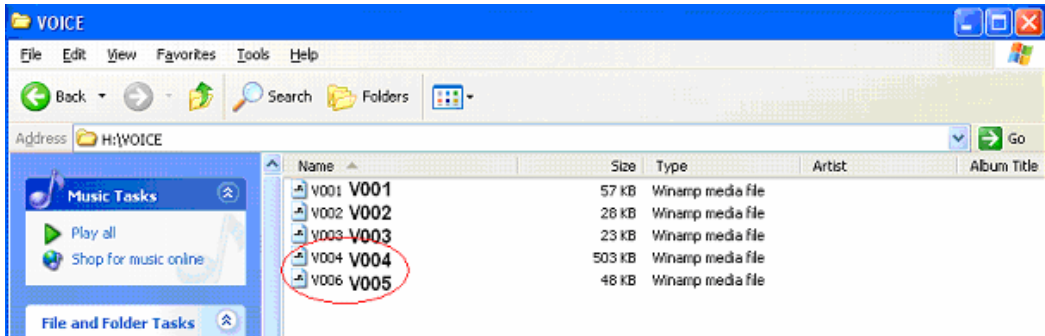 VOICE
File Edit View Favorites Tools Help
Back Search Folders
Address H:\VOICE Go
Name Size Type Artist Album Title
Music Tasks
Play all
Shop for music online
File and Folder Tasks
V001 V001 57 KB Winamp media file
V002 V002 28 KB Winamp media file
V003 V003 23 KB Winamp media file
V004 V004 503 KB Winamp media file
V006 V005 48 KB Winamp media file